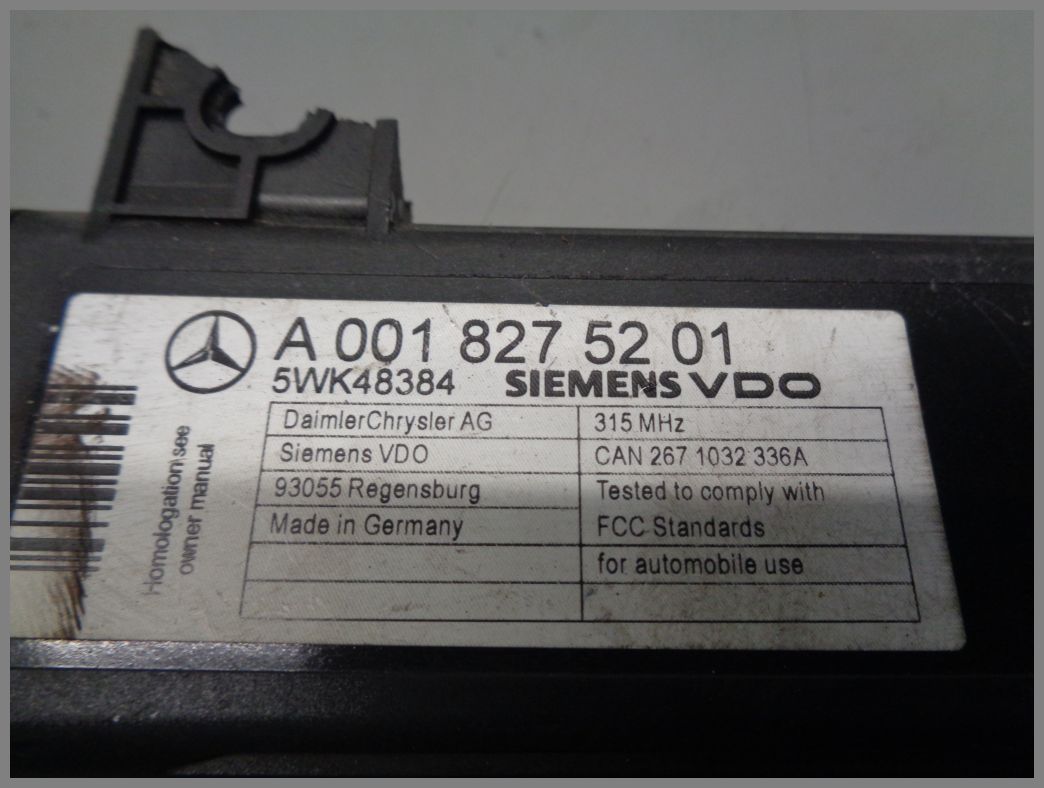 A 001 827 52 01
5WK48384 SIEMENS VDO
DaimlerChrysler AG
315 MHz
Siemens VDO
CAN 267 1032 336A
93055 Regensburg
Tested to comply with
Made in Germany
FCC Standards
for automobile use
Homologation see
owner manual